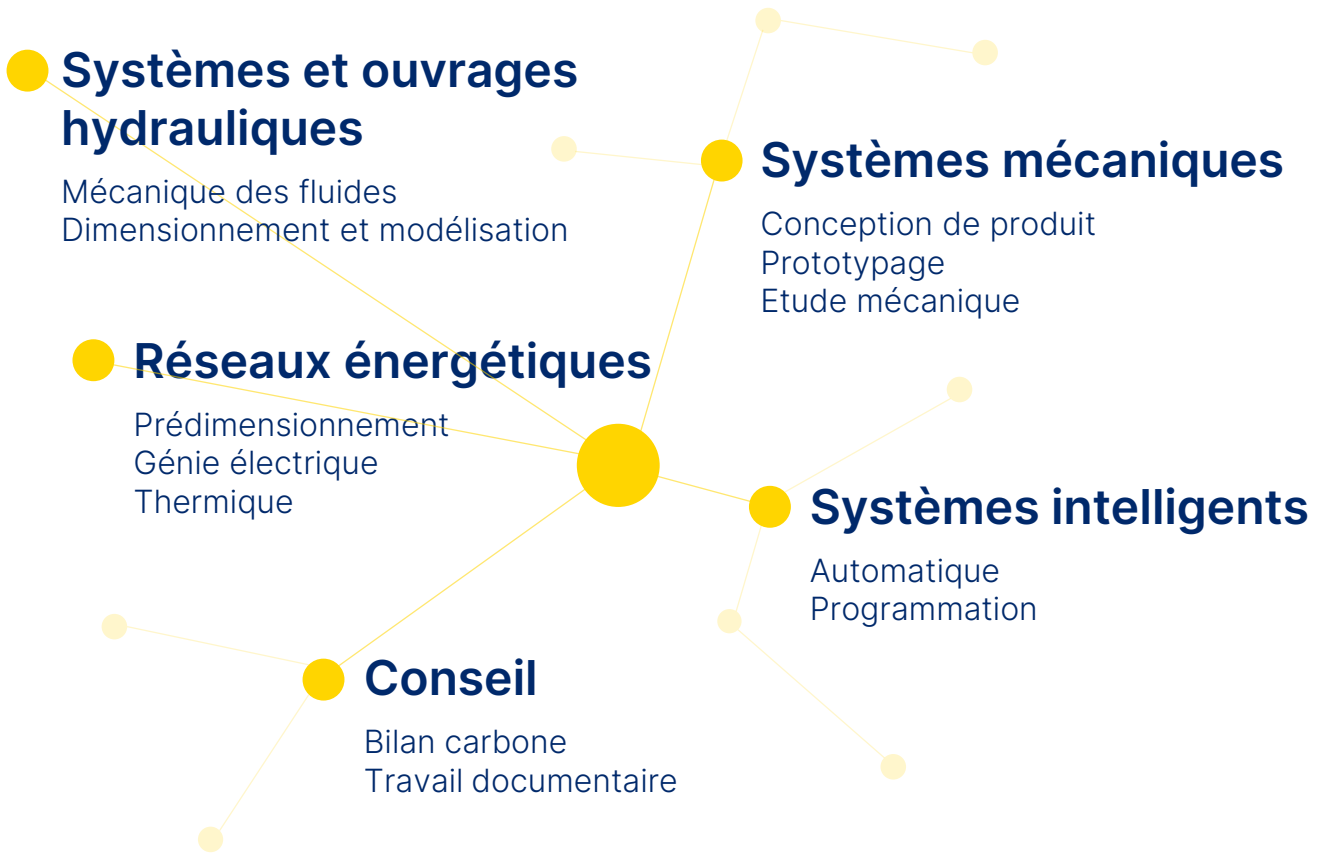 Systèmes et ouvrages
hydrauliques
Mécanique des fluides
Dimensionnement et modélisation
Systèmes mécaniques
Conception de produit
Prototypage
Etude mécanique
Réseaux énergétiques
Prédimensionnement
Génie électrique
Thermique
Systèmes intelligents
Automatique
Programmation
Conseil
Bilan carbone
Travail documentaire